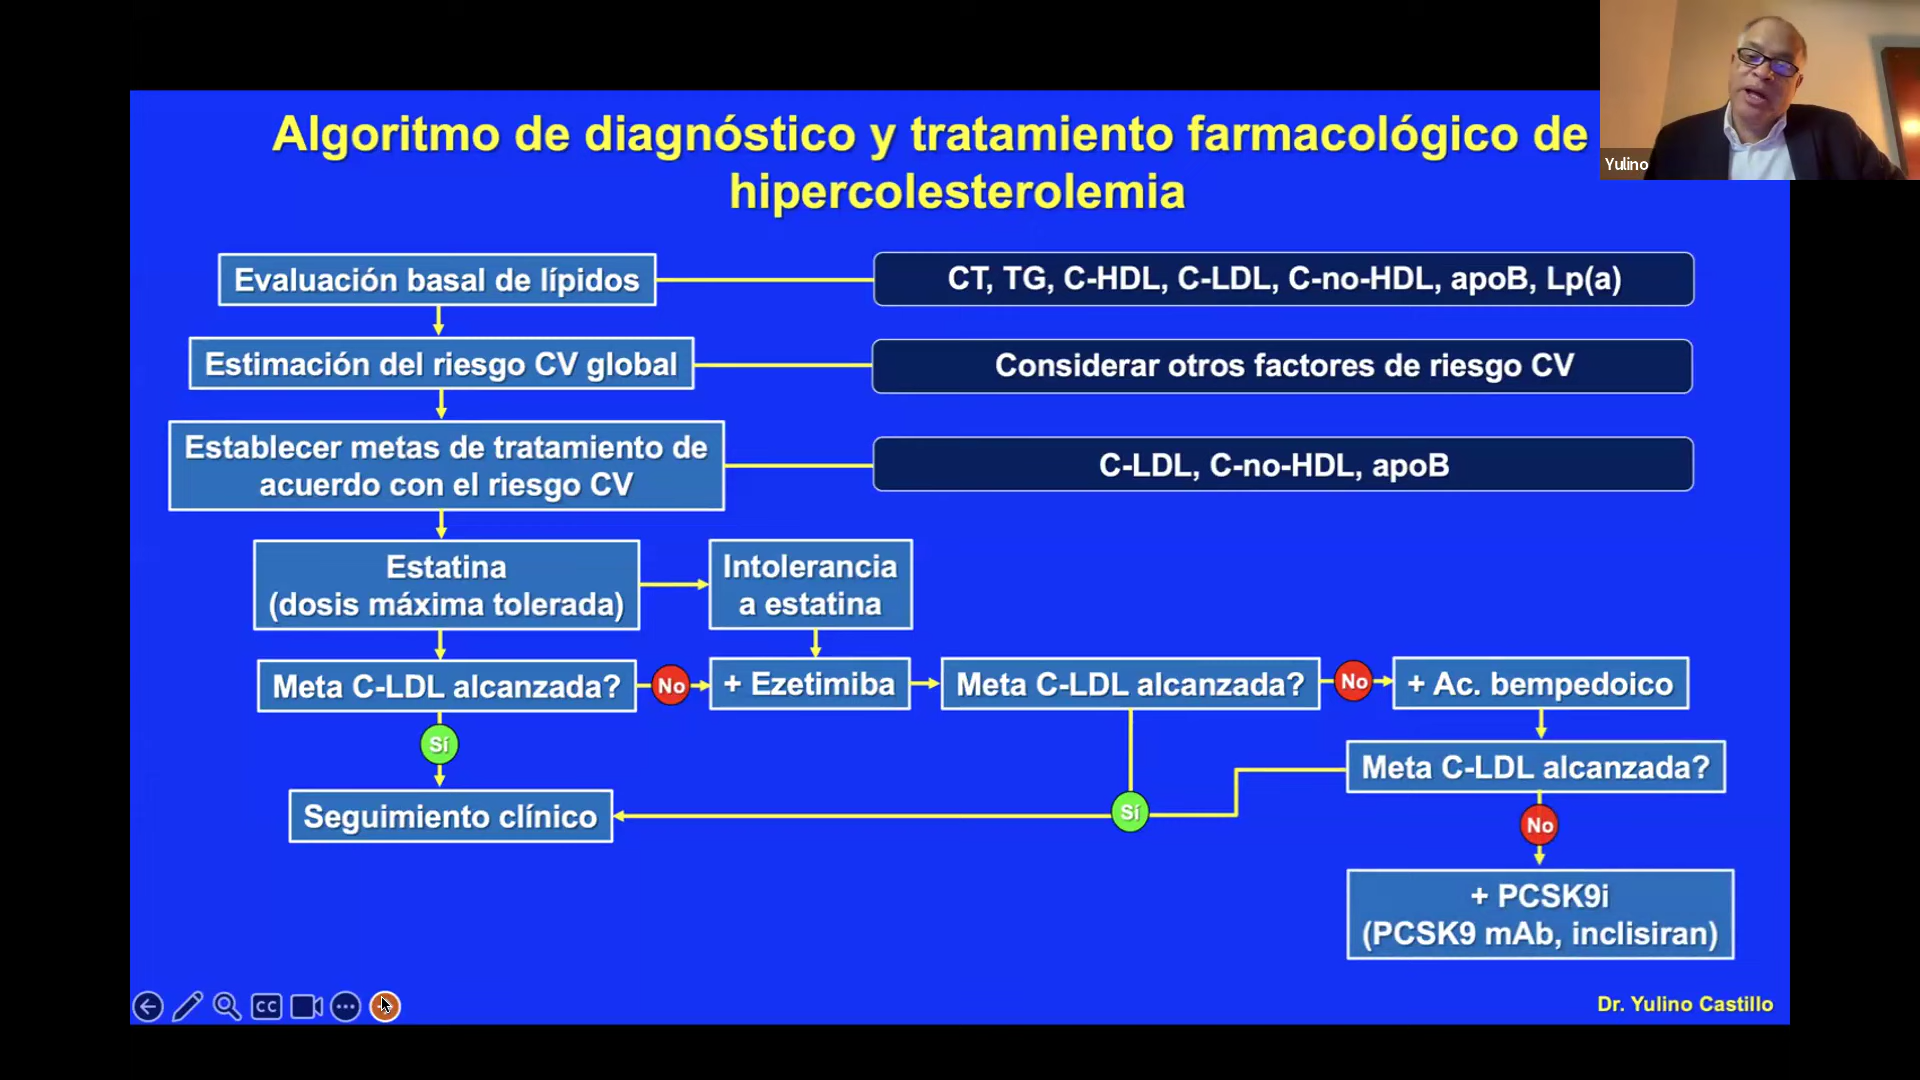 Algoritmo de diagnóstico y tratamiento farmacológico de
hipercolesterolemia
Yulino
Evaluación basal de lípidos
CT, TG, C-HDL, C-LDL, C-no-HDL, apoB, Lp(a)
Estimación del riesgo CV global
Considerar otros factores de riesgo CV
Establecer metas de tratamiento de
acuerdo con el riesgo CV
C-LDL, C-no-HDL, apoB
Estatina
(dosis máxima tolerada)
Intolerancia
a estatina
Meta C-LDL alcanzada?
No
+ Ezetimiba
Meta C-LDL alcanzada?
No
+ Ac. bempedoico
Sí
Meta C-LDL alcanzada?
Seguimiento clínico
Sí
No
+ PCSK9i
(PCSK9 mAb, inclisiran)
CC
Dr. Yulino Castillo